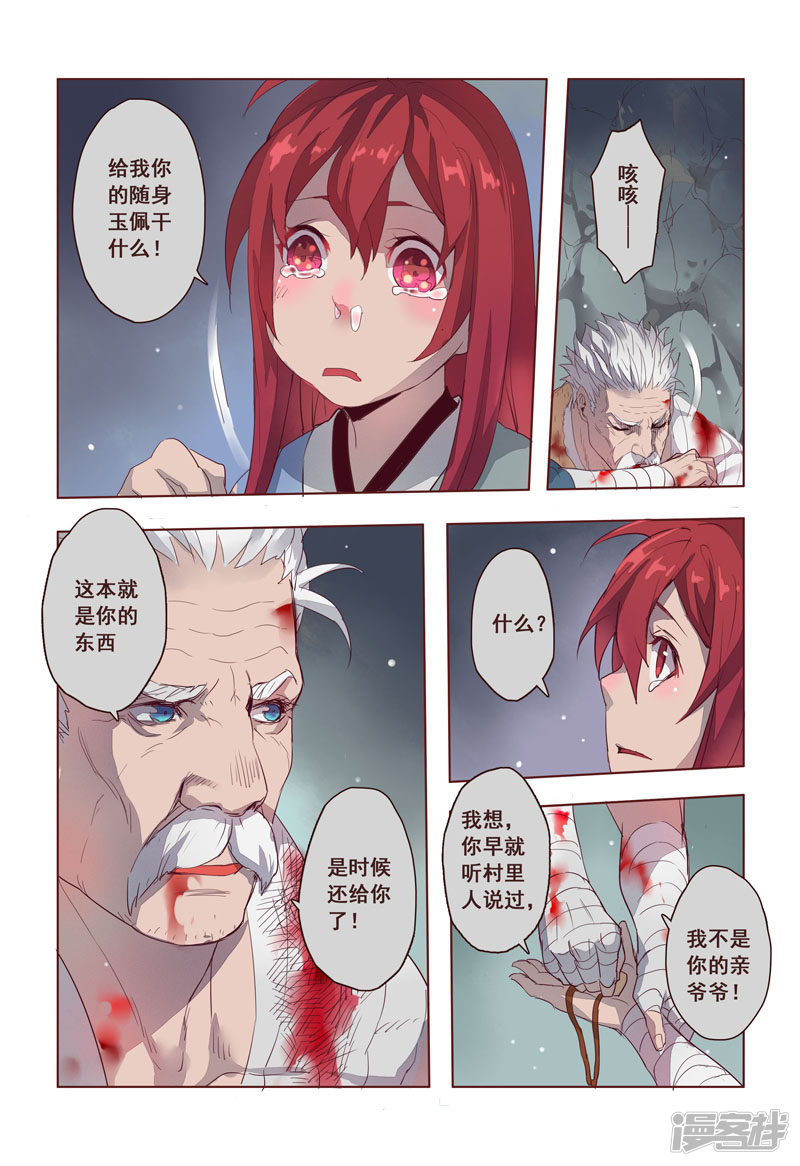 给我你
的随身
玉佩干
什么！
咳
咳
——
这本就
是你的
东西
是时候
还给你
了！
什么？
我想，
你早就
听村里
人说过，
我不是
你的亲
爷爷！
漫客栈